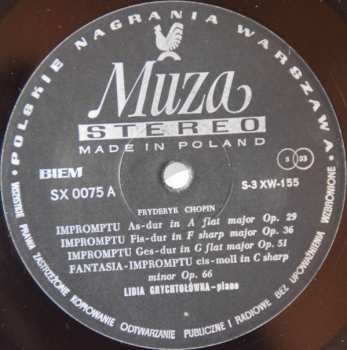 POLSKIE NAGRANIA WARSZAWA
Muza
STEREO
MADE IN POLAND
BIEM
SX 0075 A
S-3 XW-155
3 33
FRYDERYK CHOPIN
IMPROMPTU As-dur in A flat major Op. 29
IMPROMPTU Fis-dur in F sharp major Op. 36
IMPROMPTU Ges-dur in G flat major Op. 51
FANTASIA-IMPROMPTU cis-moll in C sharp
minor Op. 66
LIDIA GRYCHTOŁÓWNA-piano
WSZYSTKIE PRAWA ZASTRZEŻONE KOPIOWANIE ODTWARZANIE PUBLICZNE I RADIOWE BEZ UPOWAŻNIENIA WZBRONIONE